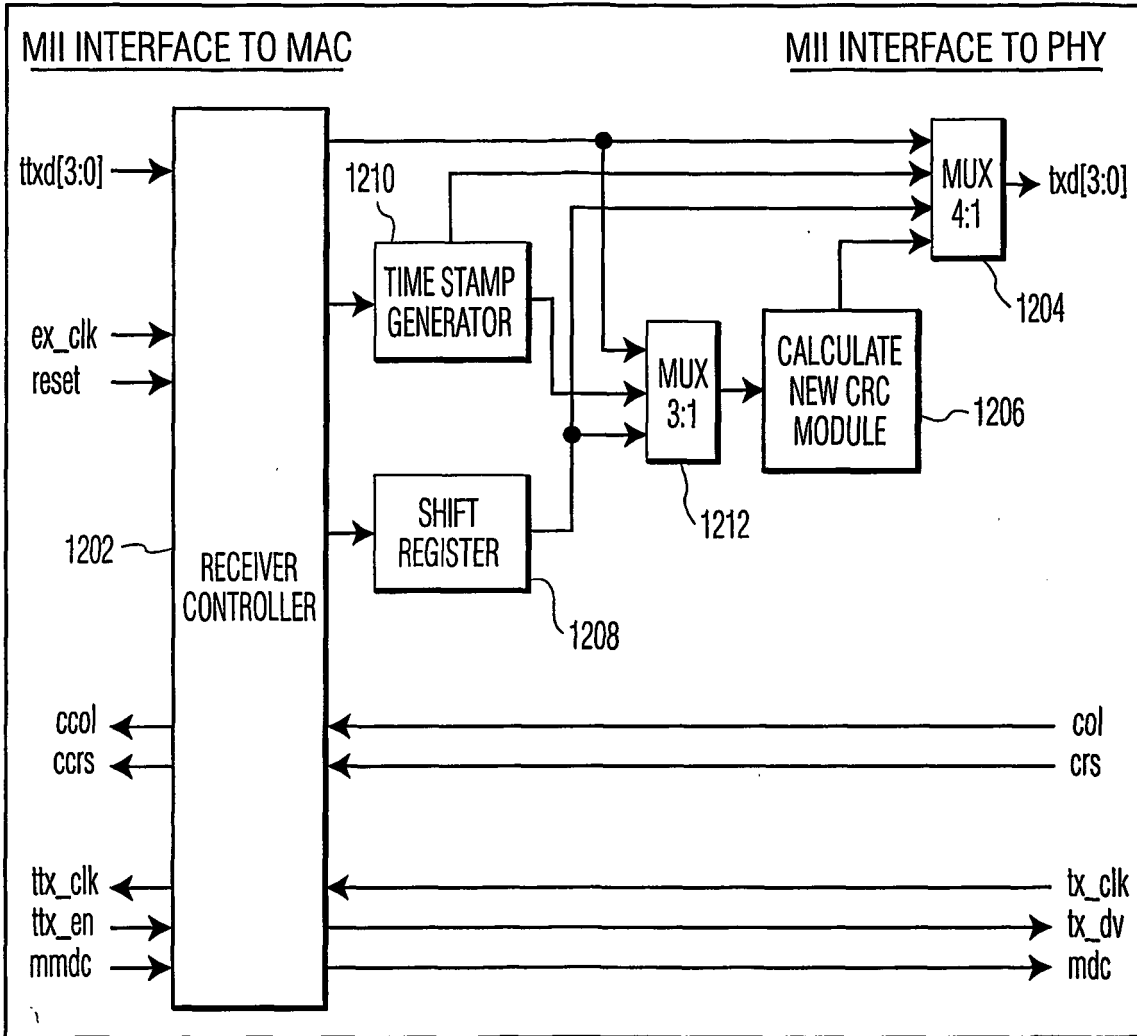 MII INTERFACE TO MAC
MII INTERFACE TO PHY
ttxd[3:0]
ex_clk
reset
1202
RECEIVER
CONTROLLER
1210
TIME STAMP
GENERATOR
SHIFT
REGISTER
1208
MUX
3:1
1212
CALCULATE
NEW CRC
MODULE
1206
MUX
4:1
1204
txd[3:0]
ccol
ccrs
col
crs
ttx_clk
ttx_en
mmdc
tx_clk
tx_dv
mdc